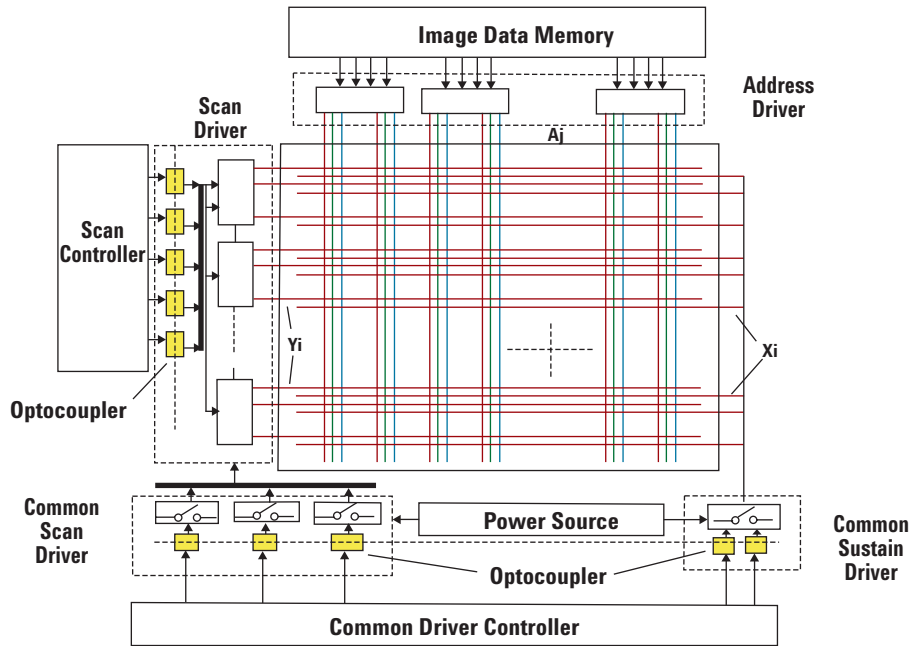 Image Data Memory
Address
Driver
Scan
Driver
Aj
Scan
Controller
Yi
Xi
Optocoupler
Common
Scan
Driver
Power Source
Common
Sustain
Driver
Optocoupler
Common Driver Controller